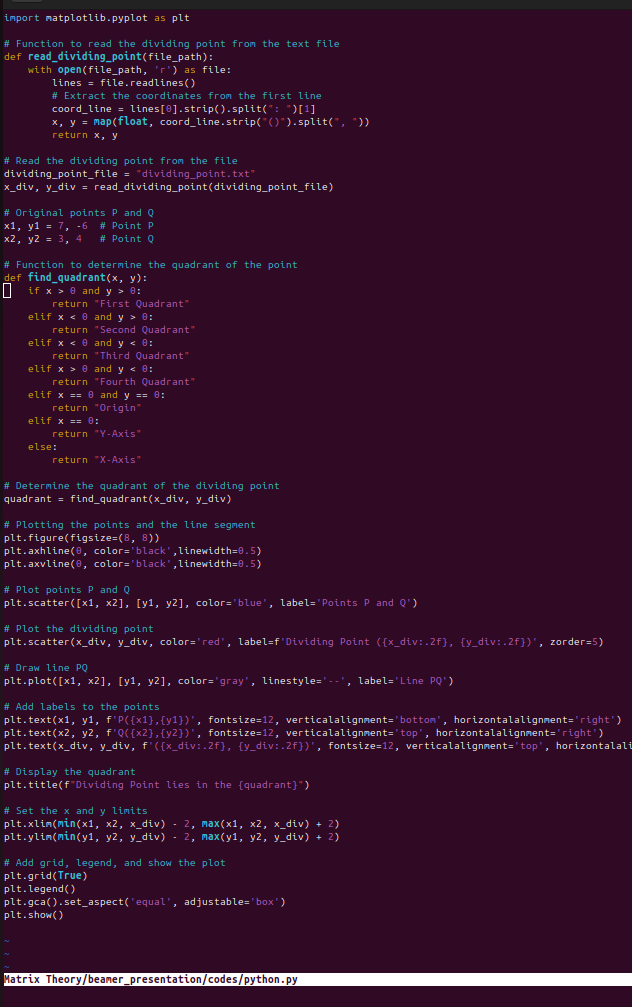 import matplotlib.pyplot as plt

# Function to read the dividing point from the text file
def read_dividing_point(file_path):
    with open(file_path, 'r') as file:
        lines = file.readlines()
        # Extract the coordinates from the first line
        coord_line = lines[0].strip().split(": ")[1]
        x, y = map(float, coord_line.strip("()").split(", "))
        return x, y

# Read the dividing point from the file
dividing_point_file = "dividing_point.txt"
x_div, y_div = read_dividing_point(dividing_point_file)

# Original points P and Q
x1, y1 = 7, -6  # Point P
x2, y2 = 3, 4   # Point Q

# Function to determine the quadrant of the point
def find_quadrant(x, y):
    if x > 0 and y > 0:
        return "First Quadrant"
    elif x < 0 and y > 0:
        return "Second Quadrant"
    elif x < 0 and y < 0:
        return "Third Quadrant"
    elif x > 0 and y < 0:
        return "Fourth Quadrant"
    elif x == 0 and y == 0:
        return "Origin"
    elif x == 0:
        return "Y-Axis"
    else:
        return "X-Axis"

# Determine the quadrant of the dividing point
quadrant = find_quadrant(x_div, y_div)

# Plotting the points and the line segment
plt.figure(figsize=(8, 8))
plt.axhline(0, color='black',linewidth=0.5)
plt.axvline(0, color='black',linewidth=0.5)

# Plot points P and Q
plt.scatter([x1, x2], [y1, y2], color='blue', label='Points P and Q')

# Plot the dividing point
plt.scatter(x_div, y_div, color='red', label=f'Dividing Point ({x_div:.2f}, {y_div:.2f})', zorder=5)

# Draw line PQ
plt.plot([x1, x2], [y1, y2], color='gray', linestyle='--', label='Line PQ')

# Add labels to the points
plt.text(x1, y1, f'P({x1},{y1})', fontsize=12, verticalalignment='bottom', horizontalalignment='right')
plt.text(x2, y2, f'Q({x2},{y2})', fontsize=12, verticalalignment='top', horizontalalignment='right')
plt.text(x_div, y_div, f'({x_div:.2f}, {y_div:.2f})', fontsize=12, verticalalignment='top', horizontali

# Display the quadrant
plt.title(f"Dividing Point lies in the {quadrant}")

# Set the x and y limits
plt.xlim(min(x1, x2, x_div) - 2, max(x1, x2, x_div) + 2)
plt.ylim(min(y1, y2, y_div) - 2, max(y1, y2, y_div) + 2)

# Add grid, legend, and show the plot
plt.grid(True)
plt.legend()
plt.gca().set_aspect('equal', adjustable='box')
plt.show()

~
~
~
Matrix Theory/beamer_presentation/codes/python.py